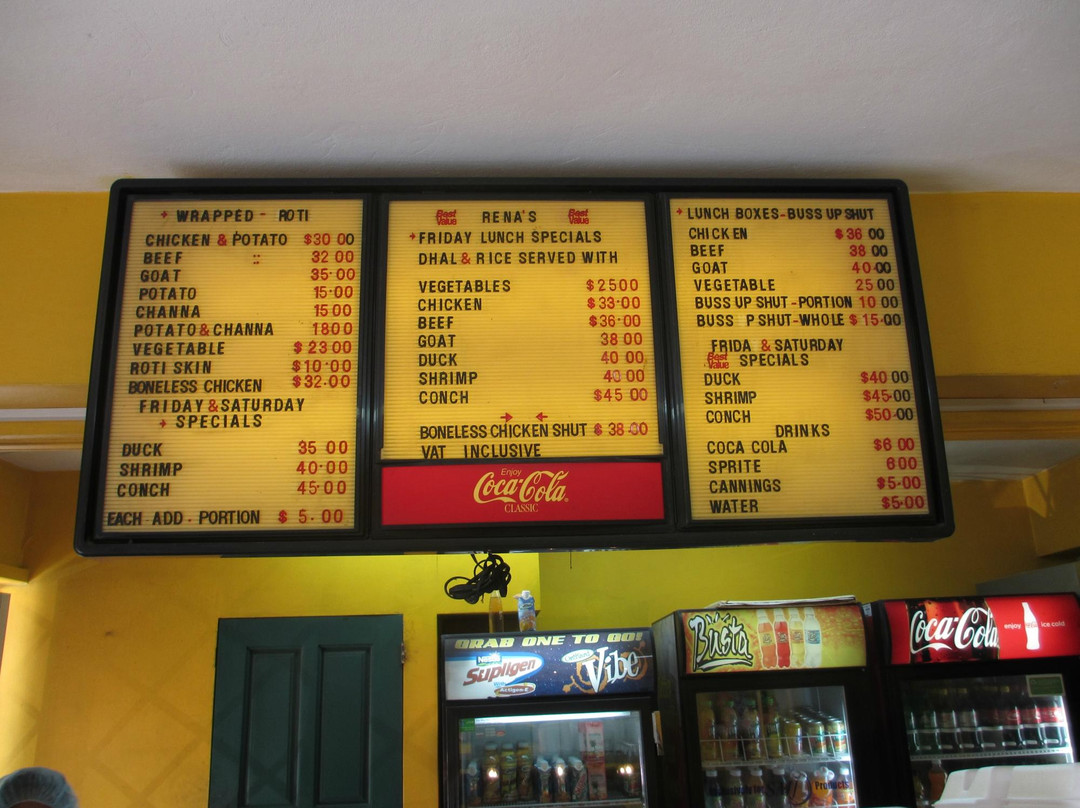 + WRAPPED - ROTI
CHICKEN & POTATO $30 00
BEEF 32 00
GOAT 35·00
POTATO 15·00
CHANNA 15 00
POTATO & CHANNA 18 00
VEGETABLE $ 23 00
ROTI SKIN $10·00
BONELESS CHICKEN $32·00
FRIDAY & SATURDAY
+ SPECIALS
DUCK 35 00
SHRIMP 40·00
CONCH 45·00
EACH ADD - PORTION $ 5·00
Best Value RENA'S Best Value
+ FRIDAY LUNCH SPECIALS
DHAL & RICE SERVED WITH
VEGETABLES $2500
CHICKEN $33·00
BEEF $36·00
GOAT 38 00
DUCK 40 00
SHRIMP 40 00
CONCH $45 00
BONELESS CHICKEN SHUT $ 38 00
VAT INCLUSIVE
Enjoy
Coca-Cola
CLASSIC
+ LUNCH BOXES-BUSS UP SHUT
CHICKEN $36 00
BEEF 38 00
GOAT 40·00
VEGETABLE 25 00
BUSS UP SHUT-PORTION 10 00
BUSS P SHUT-WHOLE $ 15·00
FRIDA & SATURDAY
Best Value SPECIALS
DUCK $40 00
SHRIMP $45·00
CONCH $50·00
DRINKS
COCA COLA $6 00
SPRITE 600
CANNINGS $5·00
WATER $5·00
GRAB ONE TO GO!
Nestlé
Supligen
Vibe
Busta
Coca-Cola
enjoy ice cold
Products